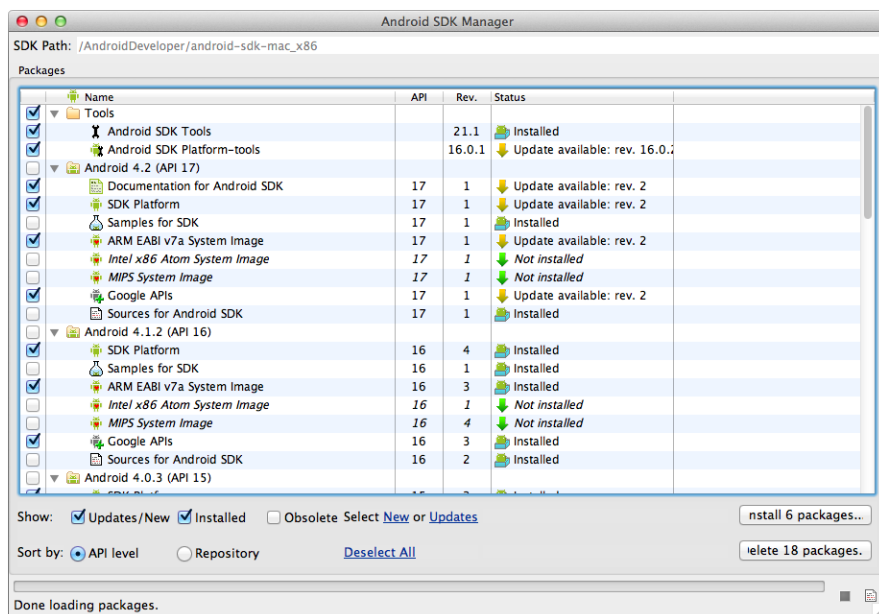 Android SDK Manager
SDK Path: /AndroidDeveloper/android-sdk-mac_x86
Packages
Name API Rev. Status
Tools
Android SDK Tools 21.1 Installed
Android SDK Platform-tools 16.0.1 Update available: rev. 16.0.2
Android 4.2 (API 17)
Documentation for Android SDK 17 1 Update available: rev. 2
SDK Platform 17 1 Update available: rev. 2
Samples for SDK 17 1 Installed
ARM EABI v7a System Image 17 1 Update available: rev. 2
Intel x86 Atom System Image 17 1 Not installed
MIPS System Image 17 1 Not installed
Google APIs 17 1 Update available: rev. 2
Sources for Android SDK 17 1 Installed
Android 4.1.2 (API 16)
SDK Platform 16 4 Installed
Samples for SDK 16 1 Installed
ARM EABI v7a System Image 16 3 Installed
Intel x86 Atom System Image 16 1 Not installed
MIPS System Image 16 4 Not installed
Google APIs 16 3 Installed
Sources for Android SDK 16 2 Installed
Android 4.0.3 (API 15)
Show: Updates/New Installed Obsolete Select New or Updates nstall 6 packages...
Sort by: API level Repository Deselect All elete 18 packages.
Done loading packages.